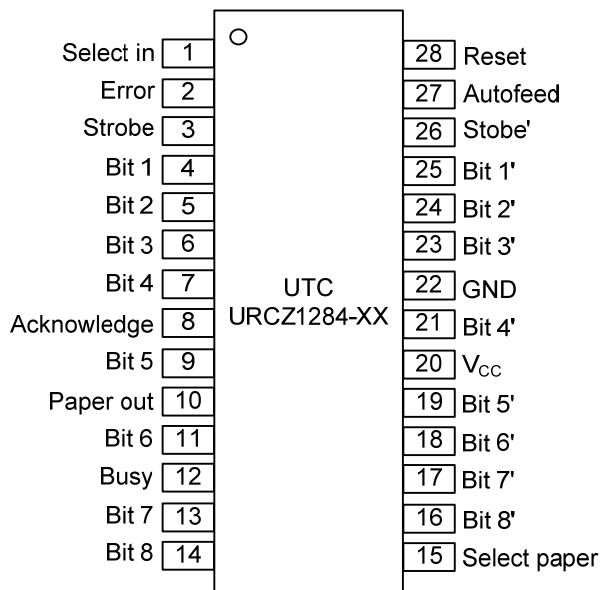 Select in 1
Error 2
Strobe 3
Bit 1 4
Bit 2 5
Bit 3 6
Bit 4 7
Acknowledge 8
Bit 5 9
Paper out 10
Bit 6 11
Busy 12
Bit 7 13
Bit 8 14
UTC
URCZ1284-XX
28 Reset
27 Autofeed
26 Stobe'
25 Bit 1'
24 Bit 2'
23 Bit 3'
22 GND
21 Bit 4'
20 VCC
19 Bit 5'
18 Bit 6'
17 Bit 7'
16 Bit 8'
15 Select paper